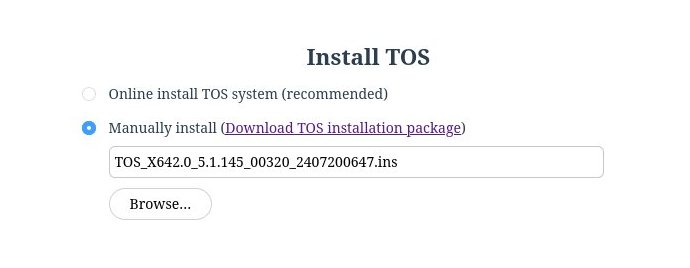 Install TOS
Online install TOS system (recommended)
Manually install (Download TOS installation package)
TOS_X642.0_5.1.145_00320_2407200647.ins
Browse...